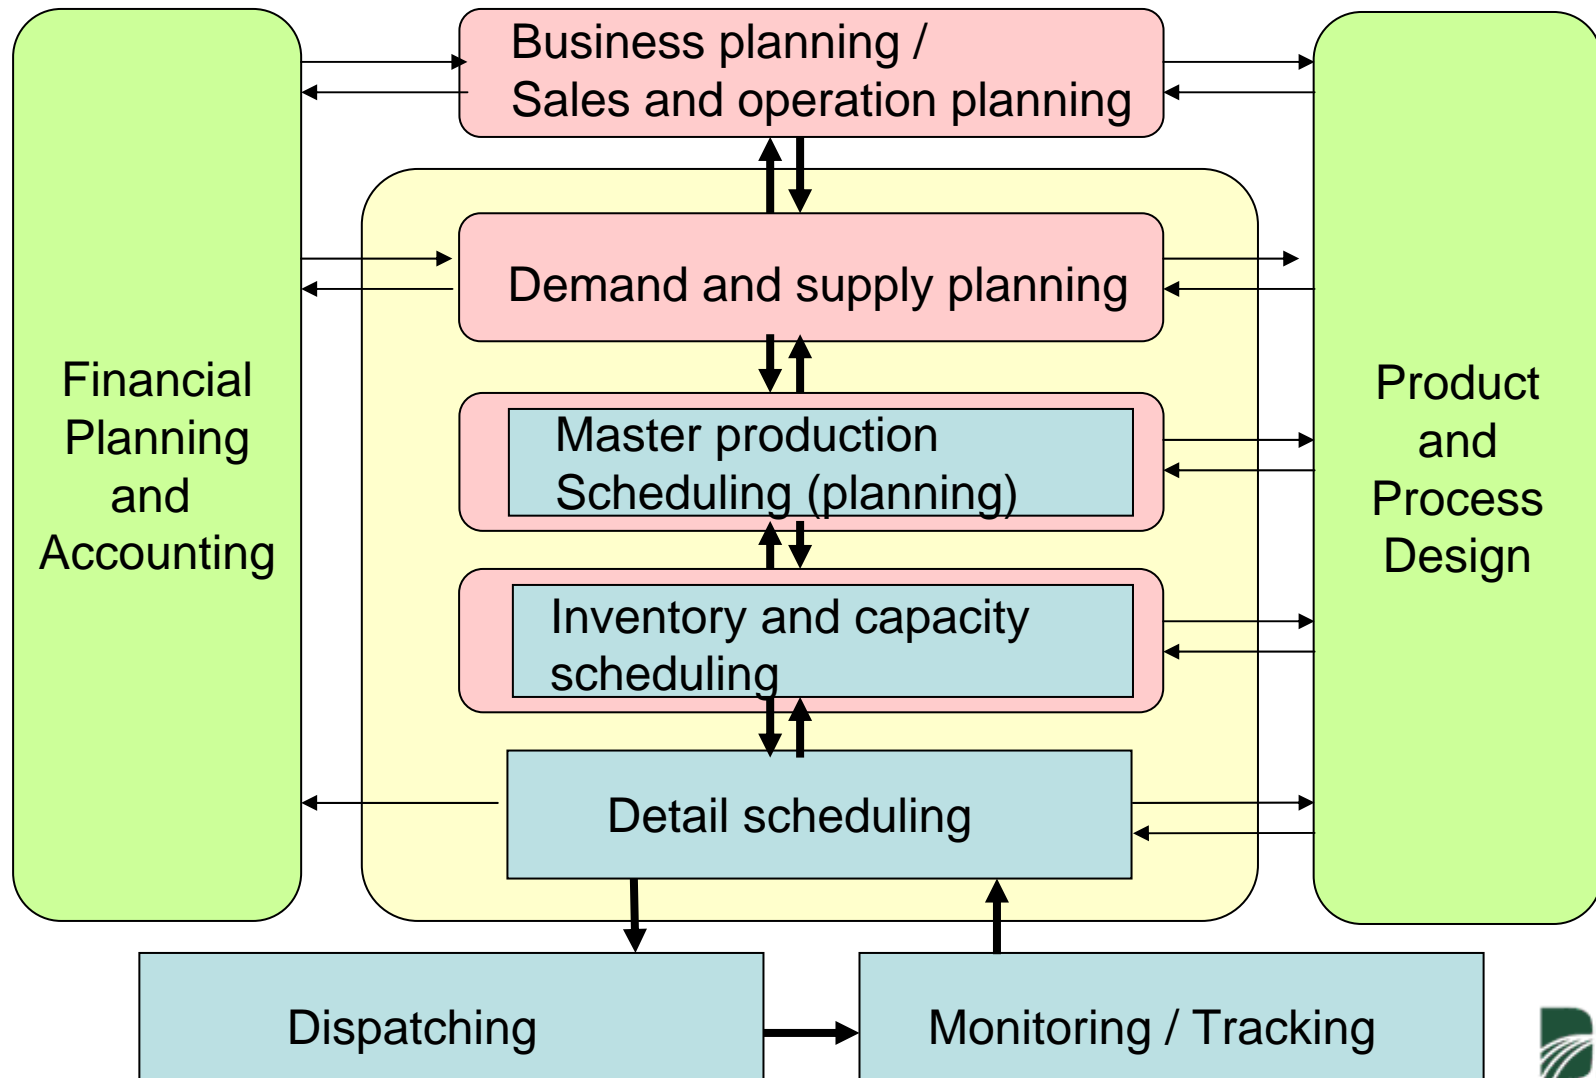 Business planning /
Sales and operation planning
Demand and supply planning
Financial
Planning
and
Accounting
Master production
Scheduling (planning)
Product
and
Process
Design
Inventory and capacity
scheduling
Detail scheduling
Dispatching
Monitoring / Tracking